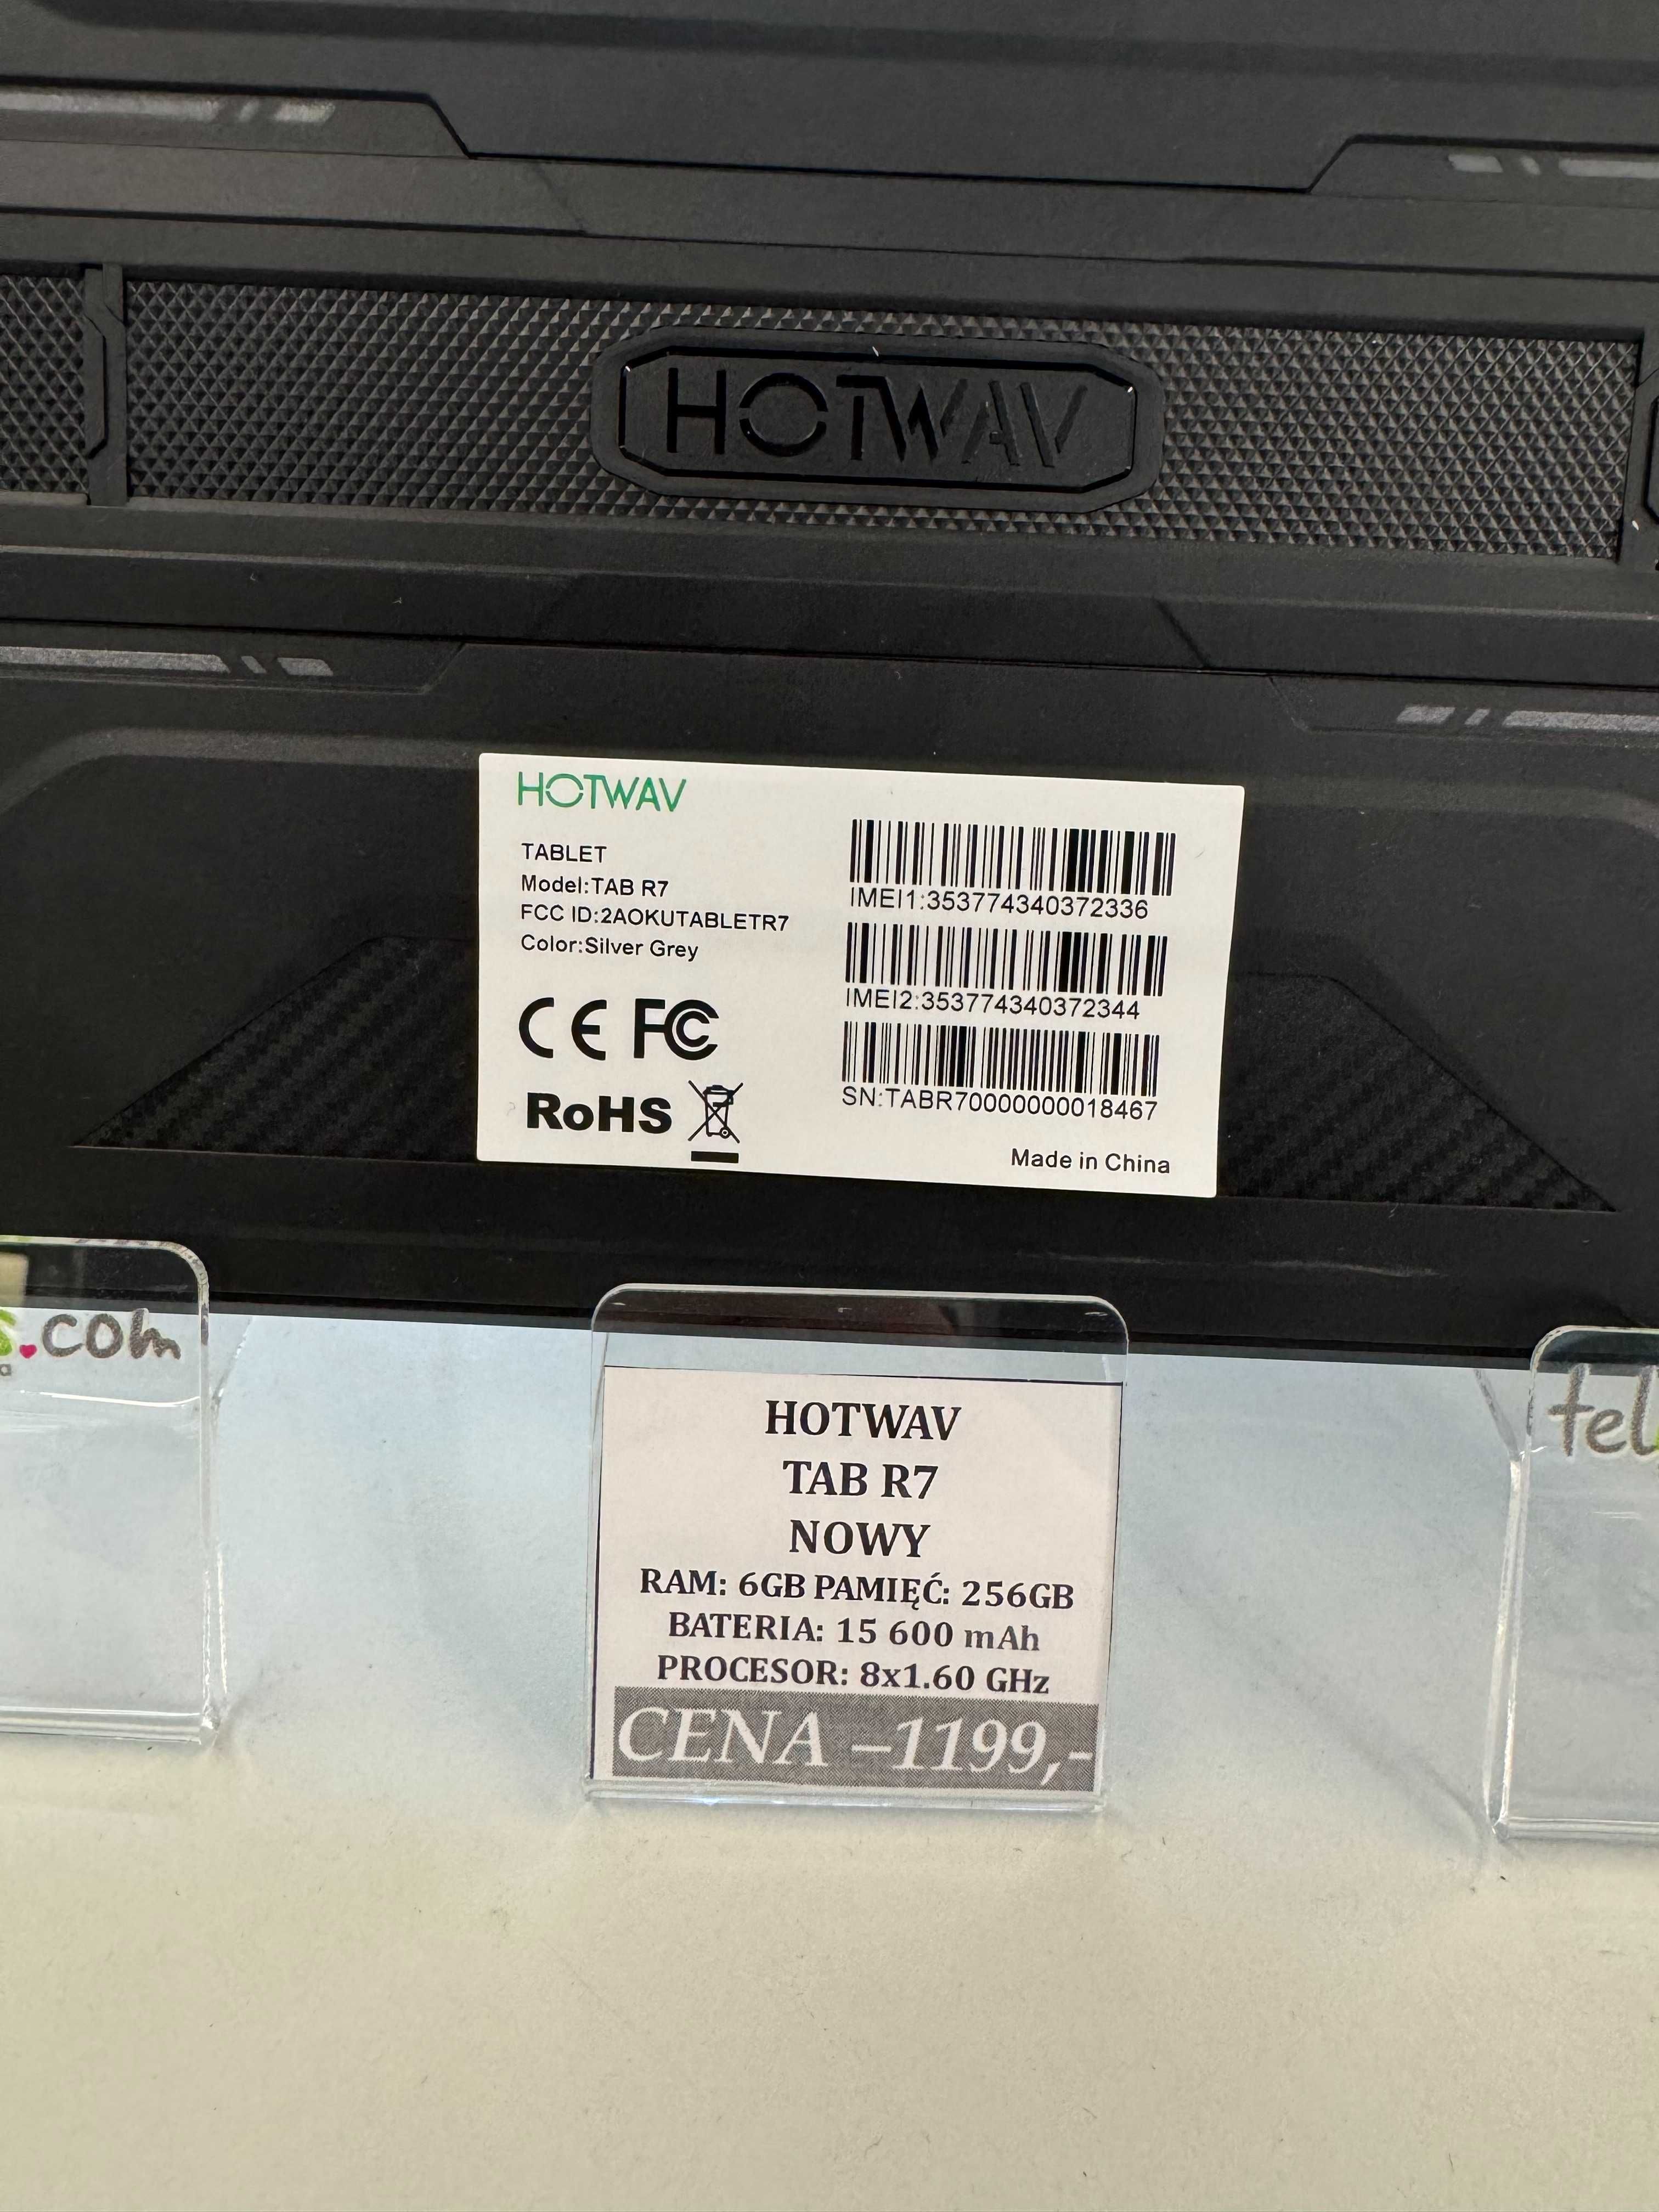 HOTWAV
HOTWAV
TABLET
Model:TAB R7
FCC ID:2AOKUTABLETR7
Color:Silver Grey
CE FC
RoHS
IMEI1:353774340372336
IMEI2:353774340372344
SN:TABR70000000018467
Made in China
s.com
a
tel
HOTWAV
TAB R7
NOWY
RAM: 6GB PAMIĘĆ: 256GB
BATERIA: 15 600 mAh
PROCESOR: 8x1.60 GHz
CENA –1199,-